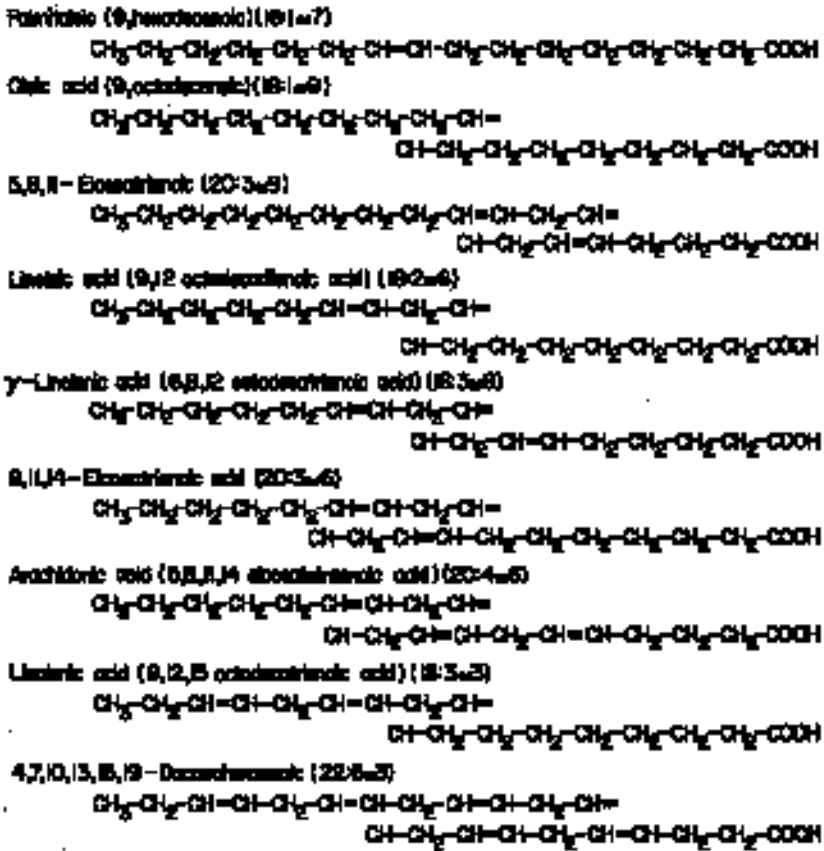 Palmitoleic (9,hexadecenoic)(16:1ω7)
CH₃-CH₂-CH₂-CH₂-CH₂-CH₂-CH=CH-CH₂-CH₂-CH₂-CH₂-CH₂-CH₂-CH₂-COOH
Oleic acid (9,octadecenoic)(18:1ω9)
CH₃-CH₂-CH₂-CH₂-CH₂-CH₂-CH₂-CH₂-CH=
CH-CH₂-CH₂-CH₂-CH₂-CH₂-CH₂-CH₂-COOH
5,8,11-Eicosatrienoic (20:3ω9)
CH₃-CH₂-CH₂-CH₂-CH₂-CH₂-CH₂-CH₂-CH=CH-CH₂-CH=
CH-CH₂-CH=CH-CH₂-CH₂-CH₂-COOH
Linoleic acid (9,12 octadecadienoic acid) (18:2ω6)
CH₃-CH₂-CH₂-CH₂-CH₂-CH=CH-CH₂-CH=
CH-CH₂-CH₂-CH₂-CH₂-CH₂-CH₂-CH₂-COOH
γ-Linolenic acid (6,9,12 octadecatrienoic acid) (18:3ω6)
CH₃-CH₂-CH₂-CH₂-CH₂-CH=CH-CH₂-CH=
CH-CH₂-CH=CH-CH₂-CH₂-CH₂-CH₂-COOH
8,11,14-Eicosatrienoic acid (20:3ω6)
CH₃-CH₂-CH₂-CH₂-CH₂-CH=CH-CH₂-CH=
CH-CH₂-CH=CH-CH₂-CH₂-CH₂-CH₂-CH₂-CH₂-COOH
Arachidonic acid (5,8,11,14 eicosatetraenoic acid)(20:4ω6)
CH₃-CH₂-CH₂-CH₂-CH₂-CH=CH-CH₂-CH=
CH-CH₂-CH=CH-CH₂-CH=CH-CH₂-CH₂-CH₂-COOH
Linolenic acid (9,12,15 octadecatrienoic acid) (18:3ω3)
CH₃-CH₂-CH=CH-CH₂-CH=CH-CH₂-CH=
CH-CH₂-CH₂-CH₂-CH₂-CH₂-CH₂-CH₂-COOH
4,7,10,13,16,19-Docosahexaenoic (22:6ω3)
CH₃-CH₂-CH=CH-CH₂-CH=CH-CH₂-CH=CH-CH₂-CH=
CH-CH₂-CH=CH-CH₂-CH=CH-CH₂-CH₂-COOH